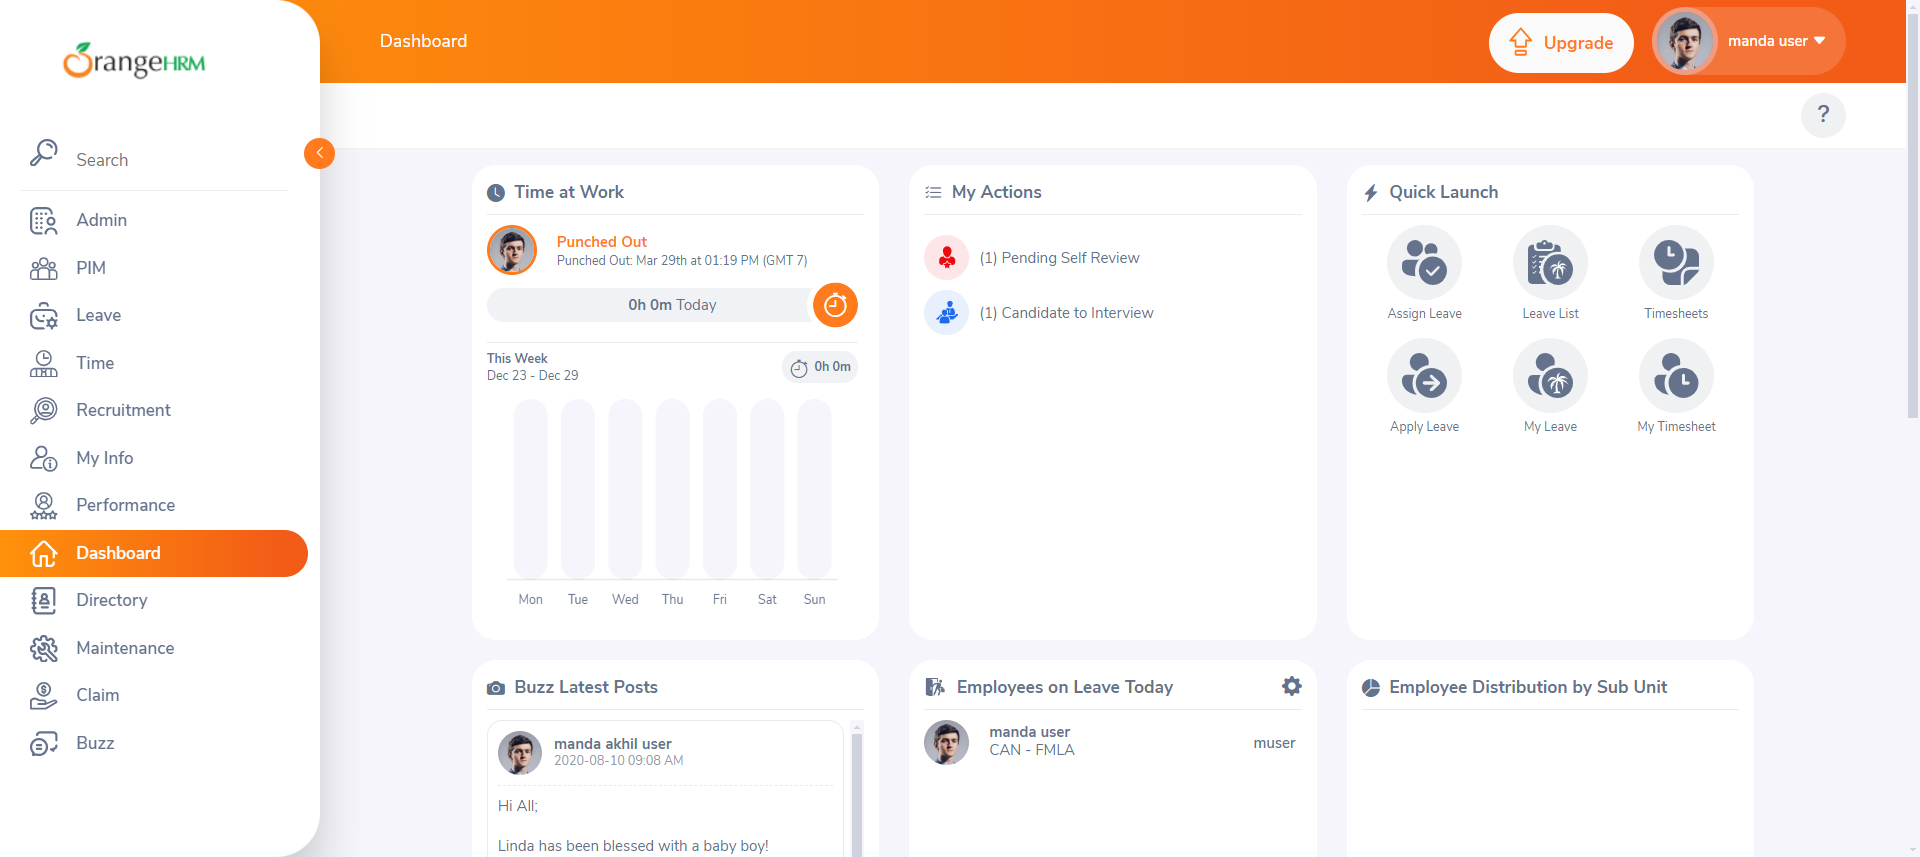 OrangeHRM
Dashboard
Upgrade
manda user
?
Search
Admin
PIM
Leave
Time
Recruitment
My Info
Performance
Dashboard
Directory
Maintenance
Claim
Buzz
Time at Work
Punched Out
Punched Out: Mar 29th at 01:19 PM (GMT 7)
0h 0m Today
This Week
Dec 23 - Dec 29
0h 0m
Mon Tue Wed Thu Fri Sat Sun
My Actions
(1) Pending Self Review
(1) Candidate to Interview
Quick Launch
Assign Leave Leave List Timesheets
Apply Leave My Leave My Timesheet
Buzz Latest Posts
manda akhil user
2020-08-10 09:08 AM
Hi All;
Linda has been blessed with a baby boy!
Employees on Leave Today
manda user
CAN - FMLA
muser
Employee Distribution by Sub Unit